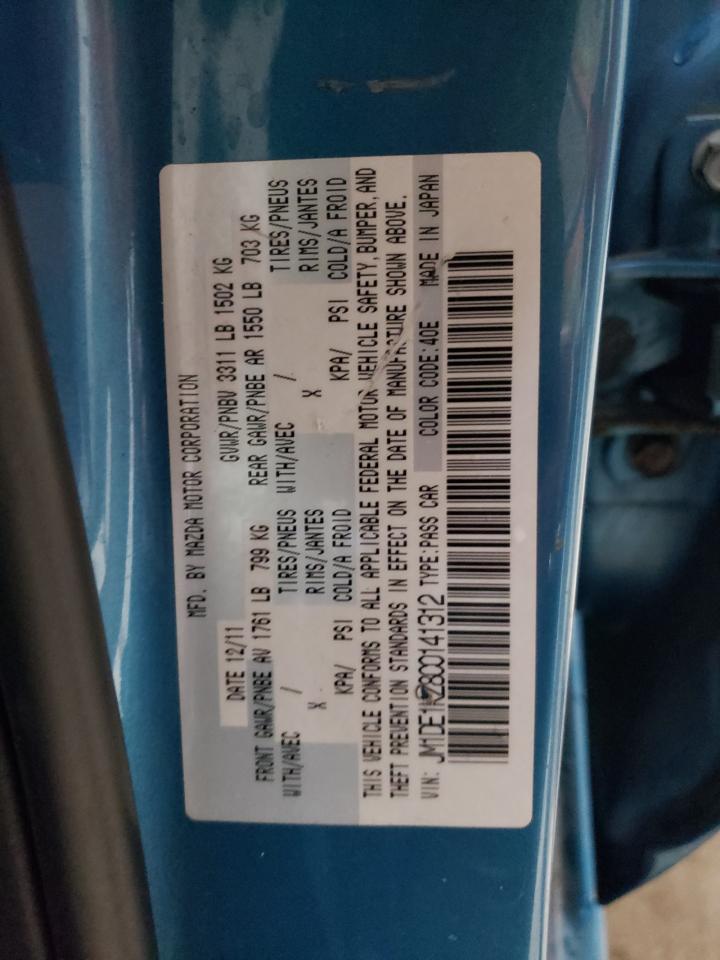 MFD. BY MAZDA MOTOR CORPORATION
DATE 12/11 GVWR/PNBV 3311 LB 1502 KG
FRONT GAWR/PNBE AV 1761 LB 799 KG REAR GAWR/PNBE AR 1550 LB 703 KG
WITH/AVEC / TIRES/PNEUS WITH/AVEC / TIRES/PNEUS
X RIMS/JANTES X RIMS/JANTES
KPA/ PSI COLD/A FROID KPA/ PSI COLD/A FROID
THIS VEHICLE CONFORMS TO ALL APPLICABLE FEDERAL MOTOR VEHICLE SAFETY, BUMPER, AND
THEFT PREVENTION STANDARDS IN EFFECT ON THE DATE OF MANUFACTURE SHOWN ABOVE.
VIN: JM1DE1KZ8C0141312 TYPE:PASS CAR COLOR CODE:40E MADE IN JAPAN